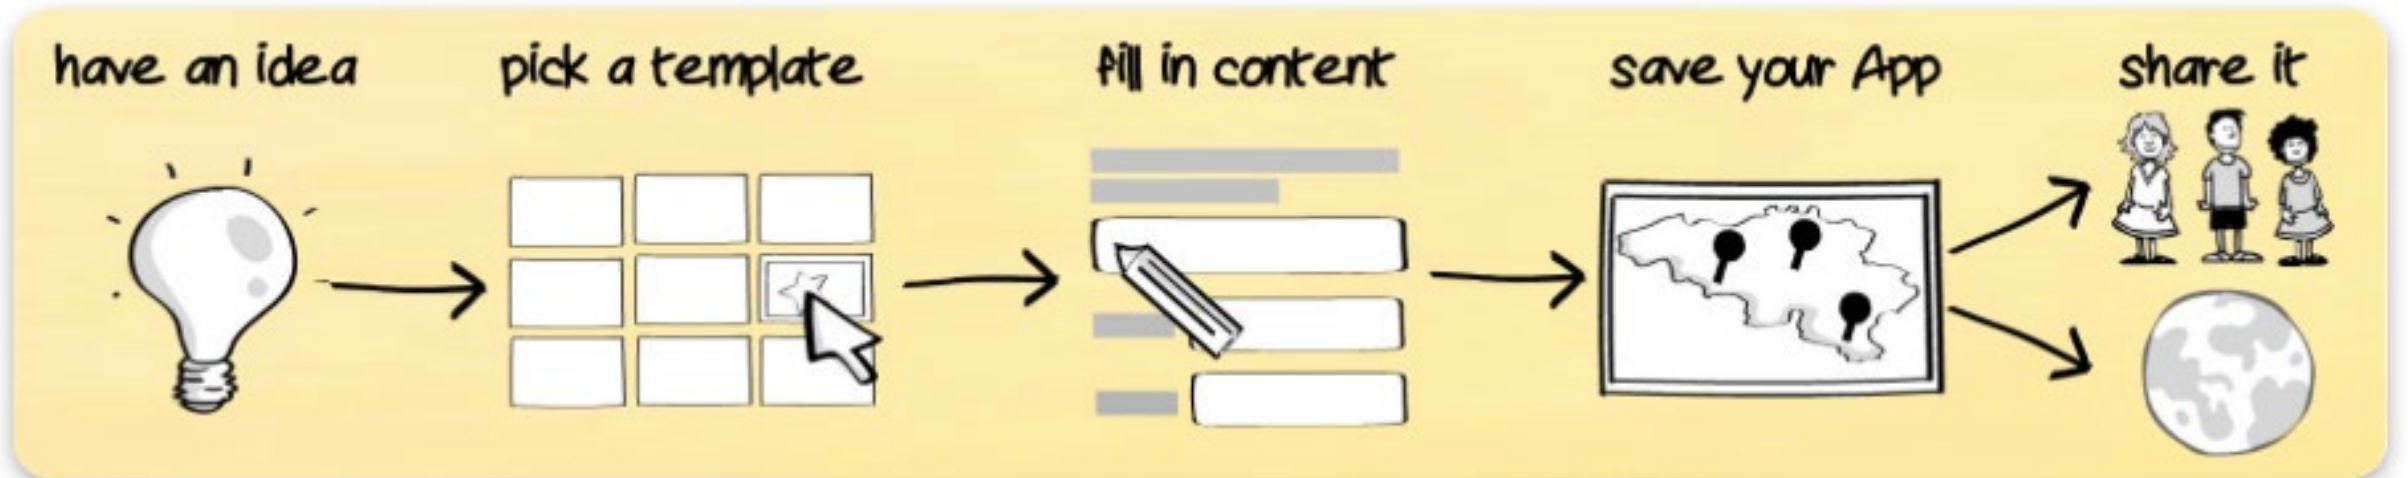 have an idea
pick a template
fill in content
save your App
share it